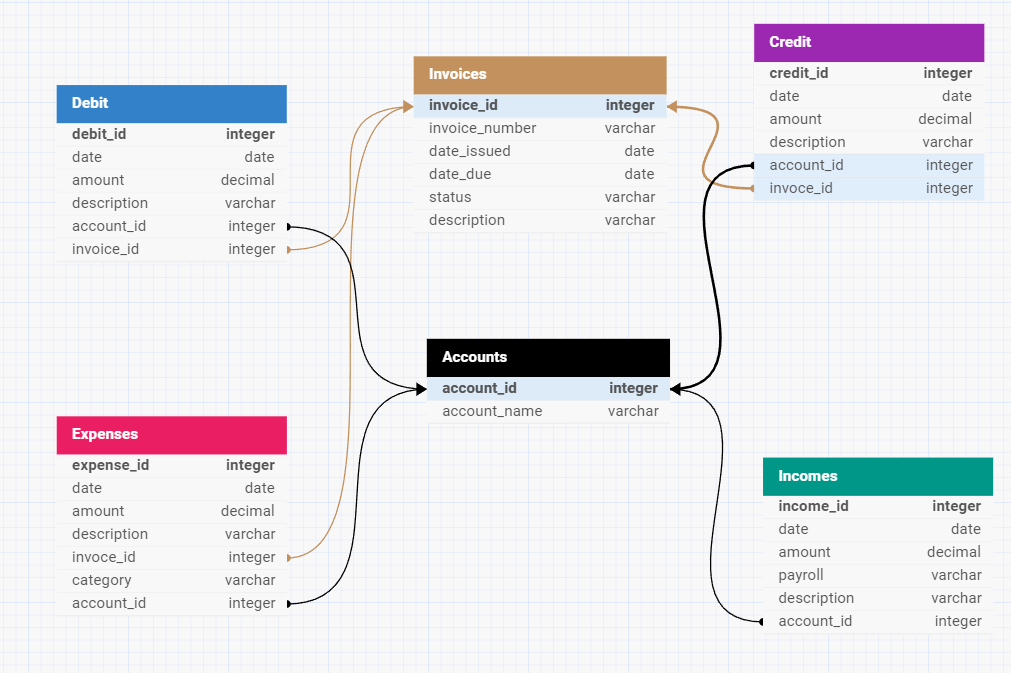 Debit
debit_id integer
date date
amount decimal
description varchar
account_id integer
invoice_id integer
Invoices
invoice_id integer
invoice_number varchar
date_issued date
date_due date
status varchar
description varchar
Credit
credit_id integer
date date
amount decimal
description varchar
account_id integer
invoce_id integer
Accounts
account_id integer
account_name varchar
Expenses
expense_id integer
date date
amount decimal
description varchar
invoce_id integer
category varchar
account_id integer
Incomes
income_id integer
date date
amount decimal
payroll varchar
description varchar
account_id integer